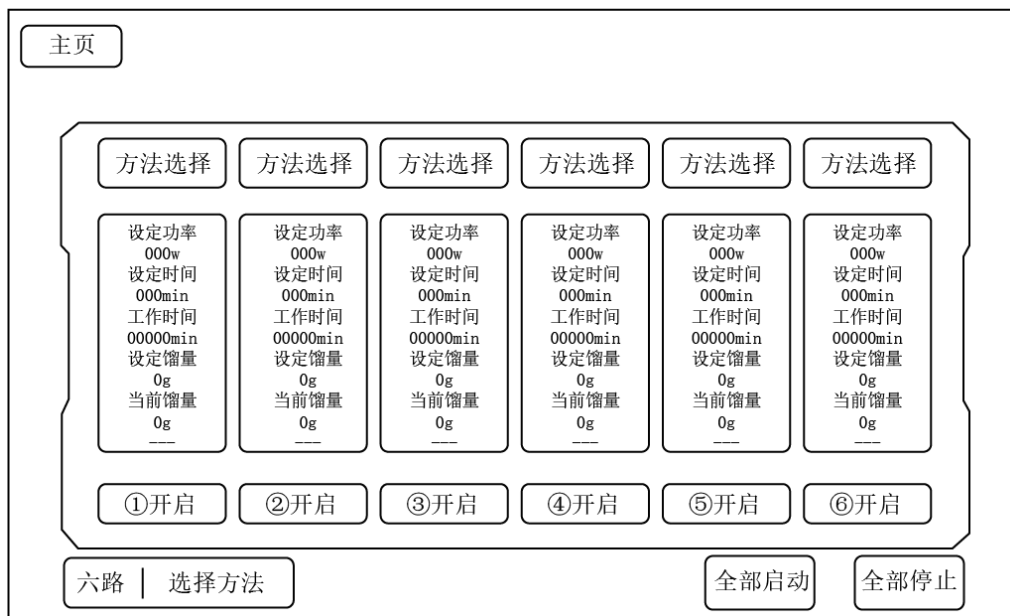 主页
方法选择 方法选择 方法选择 方法选择 方法选择 方法选择
设定功率 设定功率 设定功率 设定功率 设定功率 设定功率
000w 000w 000w 000w 000w 000w
设定时间 设定时间 设定时间 设定时间 设定时间 设定时间
000min 000min 000min 000min 000min 000min
工作时间 工作时间 工作时间 工作时间 工作时间 工作时间
00000min 00000min 00000min 00000min 00000min 00000min
设定馏量 设定馏量 设定馏量 设定馏量 设定馏量 设定馏量
0g 0g 0g 0g 0g 0g
当前馏量 当前馏量 当前馏量 当前馏量 当前馏量 当前馏量
0g 0g 0g 0g 0g 0g
--- --- --- --- --- ---
①开启 ②开启 ③开启 ④开启 ⑤开启 ⑥开启
六路 | 选择方法 全部启动 全部停止